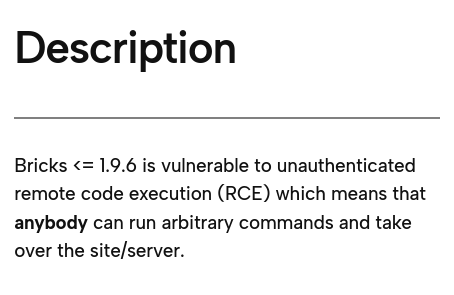 Description
Bricks <= 1.9.6 is vulnerable to unauthenticated
remote code execution (RCE) which means that
anybody can run arbitrary commands and take
over the site/server.